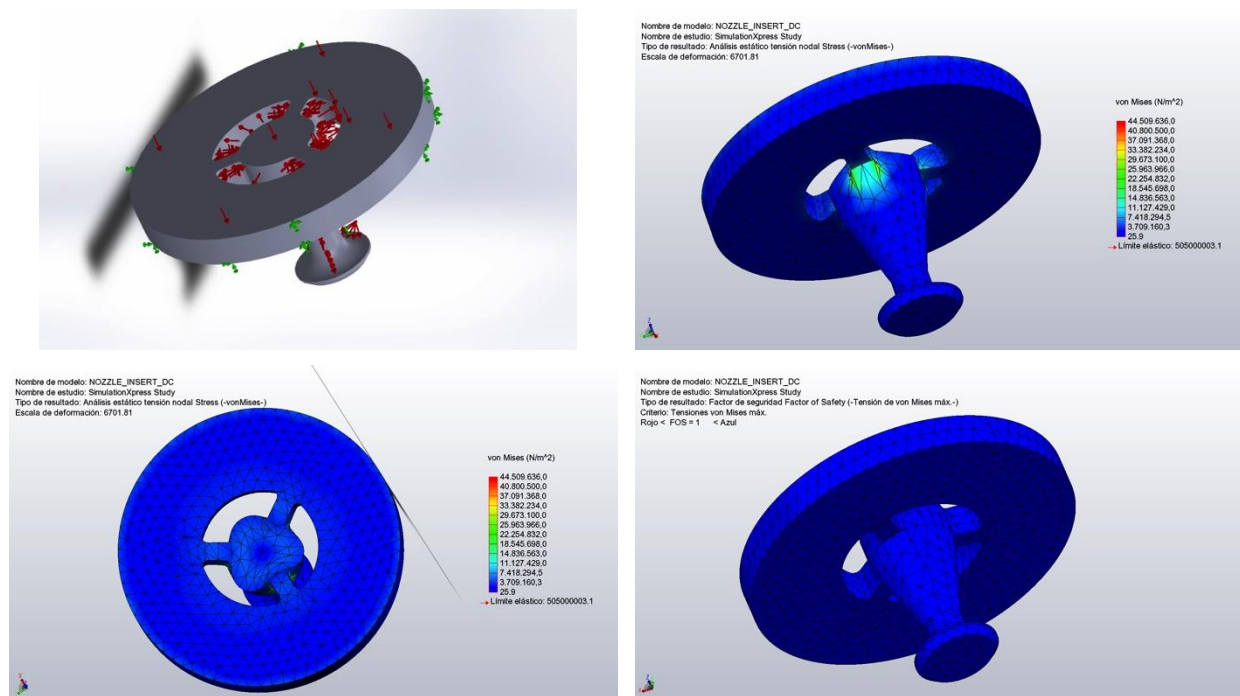 Nombre de modelo: NOZZLE_INSERT_DC
Nombre de estudio: SimulationXpress Study
Tipo de resultado: Análisis estático tensión nodal Stress (-vonMises-)
Escala de deformación: 6701.81
von Mises (N/m^2)
44.509.636,0
40.800.500,0
37.091.368,0
33.382.234,0
29.673.100,0
25.963.966,0
22.254.832,0
18.545.698,0
14.836.563,0
11.127.429,0
7.418.294,5
3.709.160,3
25.9
Límite elástico: 505000003.1
Nombre de modelo: NOZZLE_INSERT_DC
Nombre de estudio: SimulationXpress Study
Tipo de resultado: Análisis estático tensión nodal Stress (-vonMises-)
Escala de deformación: 6701.81
von Mises (N/m^2)
44.509.636,0
40.800.500,0
37.091.368,0
33.382.234,0
29.673.100,0
25.963.966,0
22.254.832,0
18.545.698,0
14.836.563,0
11.127.429,0
7.418.294,5
3.709.160,3
25.9
Límite elástico: 505000003.1
Nombre de modelo: NOZZLE_INSERT_DC
Nombre de estudio: SimulationXpress Study
Tipo de resultado: Factor de seguridad Factor of Safety (-Tensión de von Mises máx.-)
Criterio: Tensiones von Mises máx.
Rojo < FOS = 1 < Azul